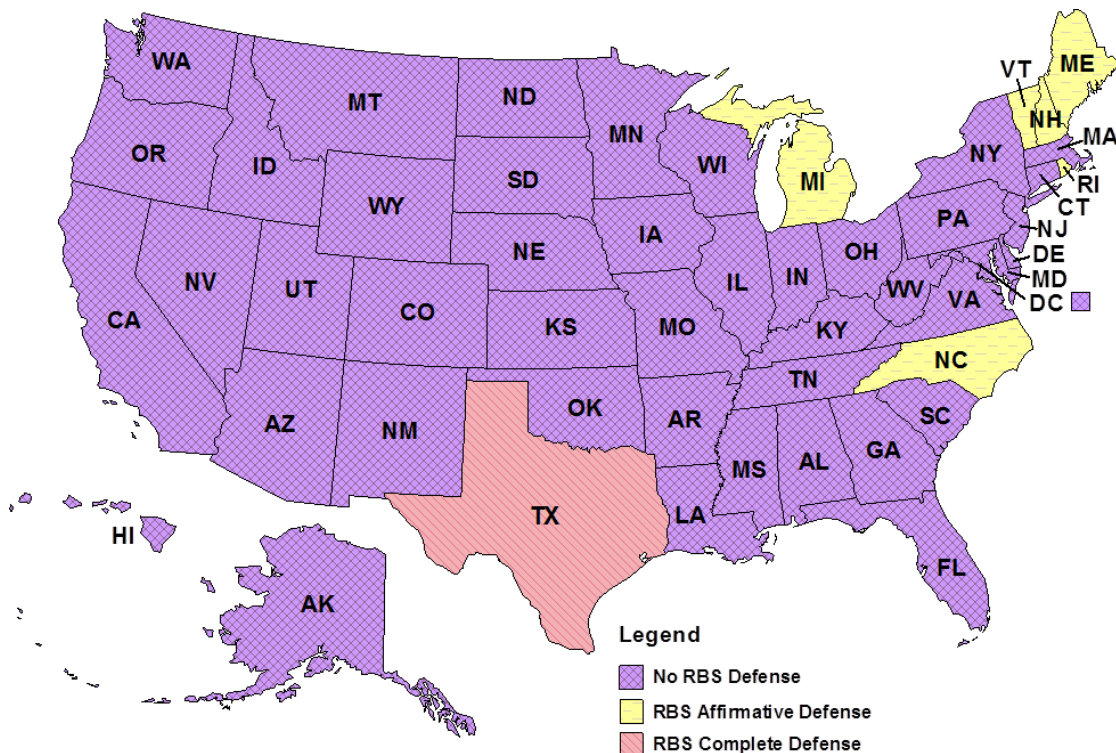 WA
MT
ND
MN
OR
ID
SD
WI
WY
MI
VT
ME
NH
NY
MA
RI
CT
NJ
PA
DE
MD
DC
NE
IA
IL
IN
OH
WV
VA
NV
UT
CO
KS
MO
KY
CA
NC
TN
AZ
NM
OK
AR
SC
MS
AL
GA
TX
LA
HI
FL
AK
Legend
No RBS Defense
RBS Affirmative Defense
RBS Complete Defense